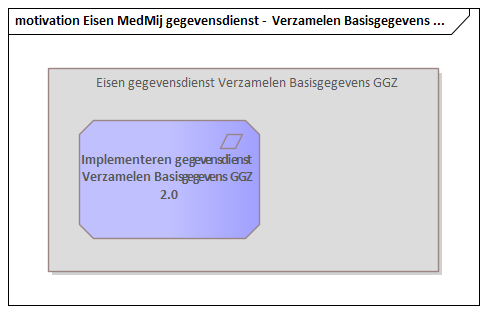 motivation Eisen MedMij gegevensdienst - Verzamelen Basisgegevens ...
Eisen gegevensdienst Verzamelen Basisgegevens GGZ
Implementeren gegevensdienst
Verzamelen Basisgegevens GGZ
2.0